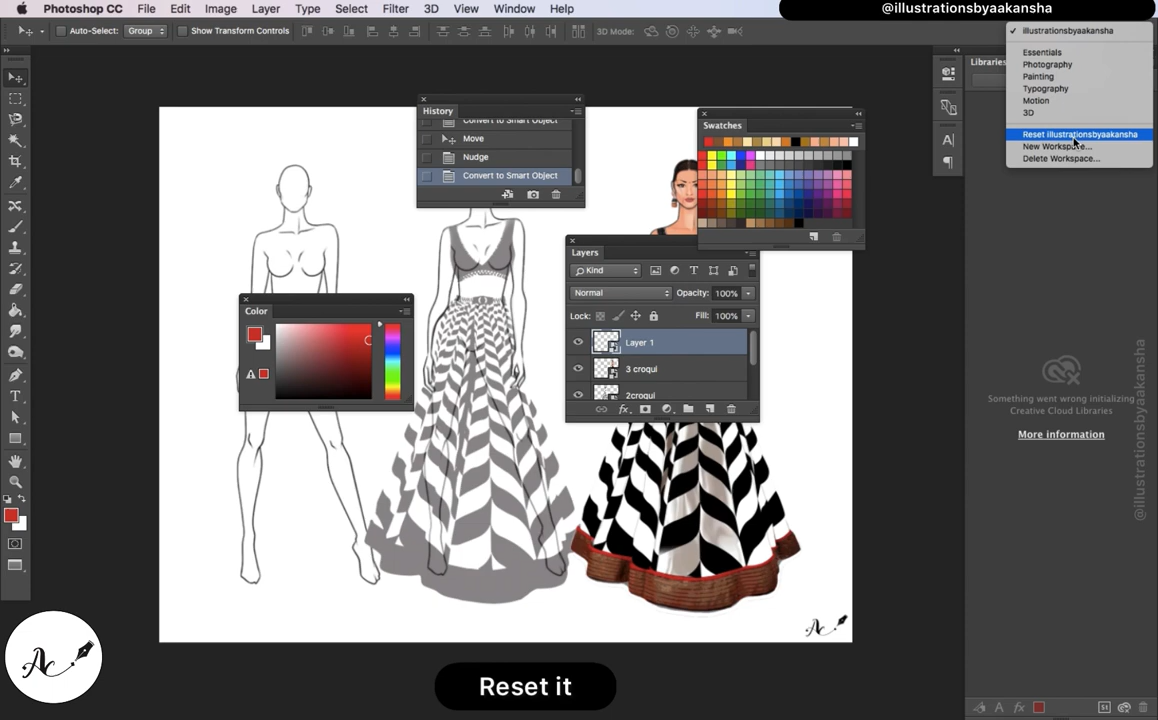 Photoshop CC File Edit Image Layer Type Select Filter 3D View Window Help
@illustrationsbyaakansha
Auto-Select: Group Show Transform Controls 3D Mode:
illustrationsbyaakansha
Essentials
Photography
Painting
Typography
Motion
3D
Reset illustrationsbyaakansha
New Workspace...
Delete Workspace...
Libraries
History
Convert to Smart Object
Move
Nudge
Convert to Smart Object
Swatches
Layers
Kind
Normal Opacity: 100%
Lock: Fill: 100%
Layer 1
3 croqui
2croqui
fx
Color
Something went wrong initializing
Creative Cloud Libraries
More information
@illustrationsbyaakansha
Ac
Ac
Reset it